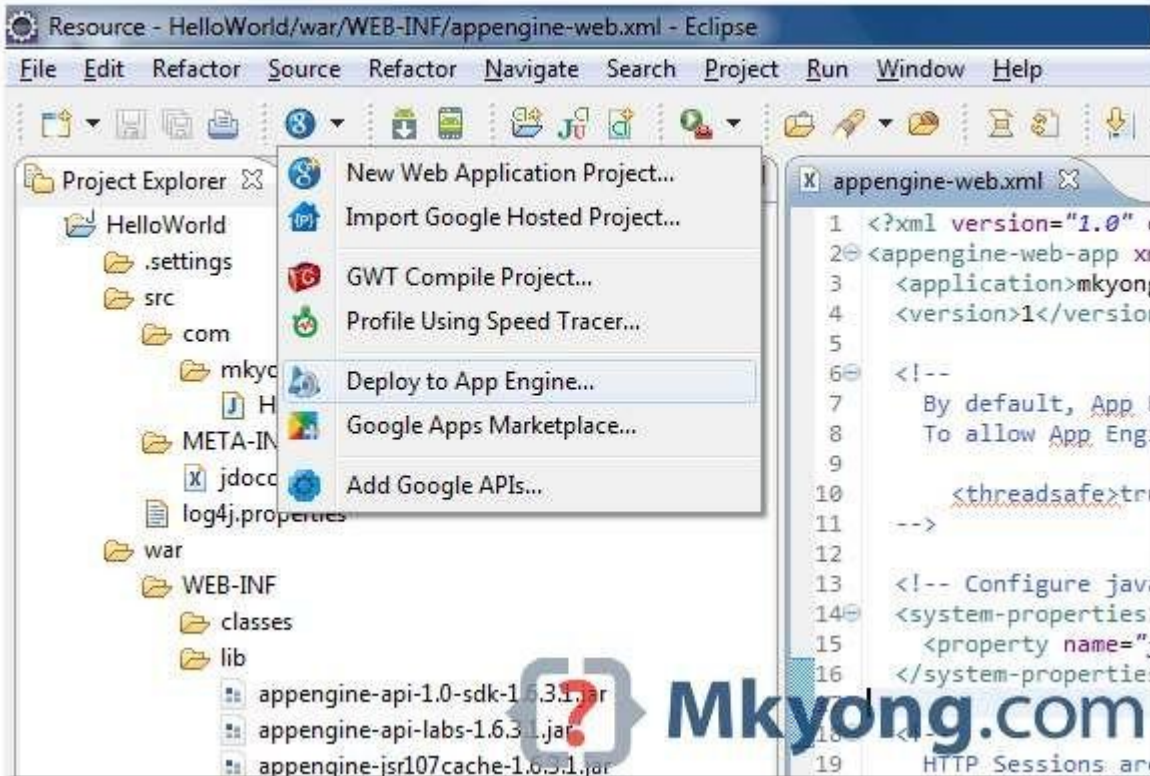 Resource - HelloWorld/war/WEB-INF/appengine-web.xml - Eclipse
File Edit Refactor Source Refactor Navigate Search Project Run Window Help
Project Explorer
HelloWorld
.settings
src
com
META-IN
log4j.properties
war
WEB-INF
classes
lib
appengine-api-1.0-sdk-1.6.3.1.jar
appengine-api-labs-1.6.3.1.jar
appengine-jsr107cache-1.6.3.1.jar
New Web Application Project...
Import Google Hosted Project...
GWT Compile Project...
Profile Using Speed Tracer...
Deploy to App Engine...
Google Apps Marketplace...
Add Google APIs...
appengine-web.xml
1 <?xml version="1.0"
2 <appengine-web-app
3 <application>mkyong
4 <version>1</version
5
6 <!--
7 By default, App
8 To allow App Engi
9
10 <threadsafe>tru
11 -->
12
13 <!-- Configure java
14 <system-properties
15 <property name="j
16 </system-properties
18 <!--
19 HTTP Sessions are
Mkyong.com